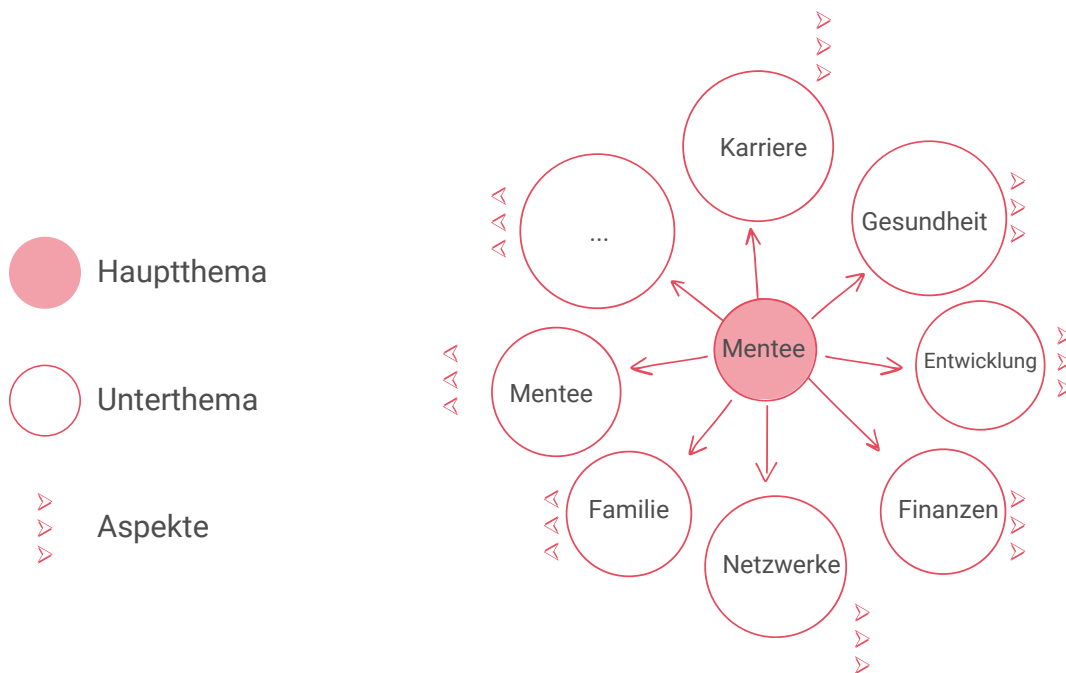 Hauptthema
Unterthema
Aspekte
Karriere
Gesundheit
...
Mentee
Entwicklung
Mentee
Familie
Finanzen
Netzwerke